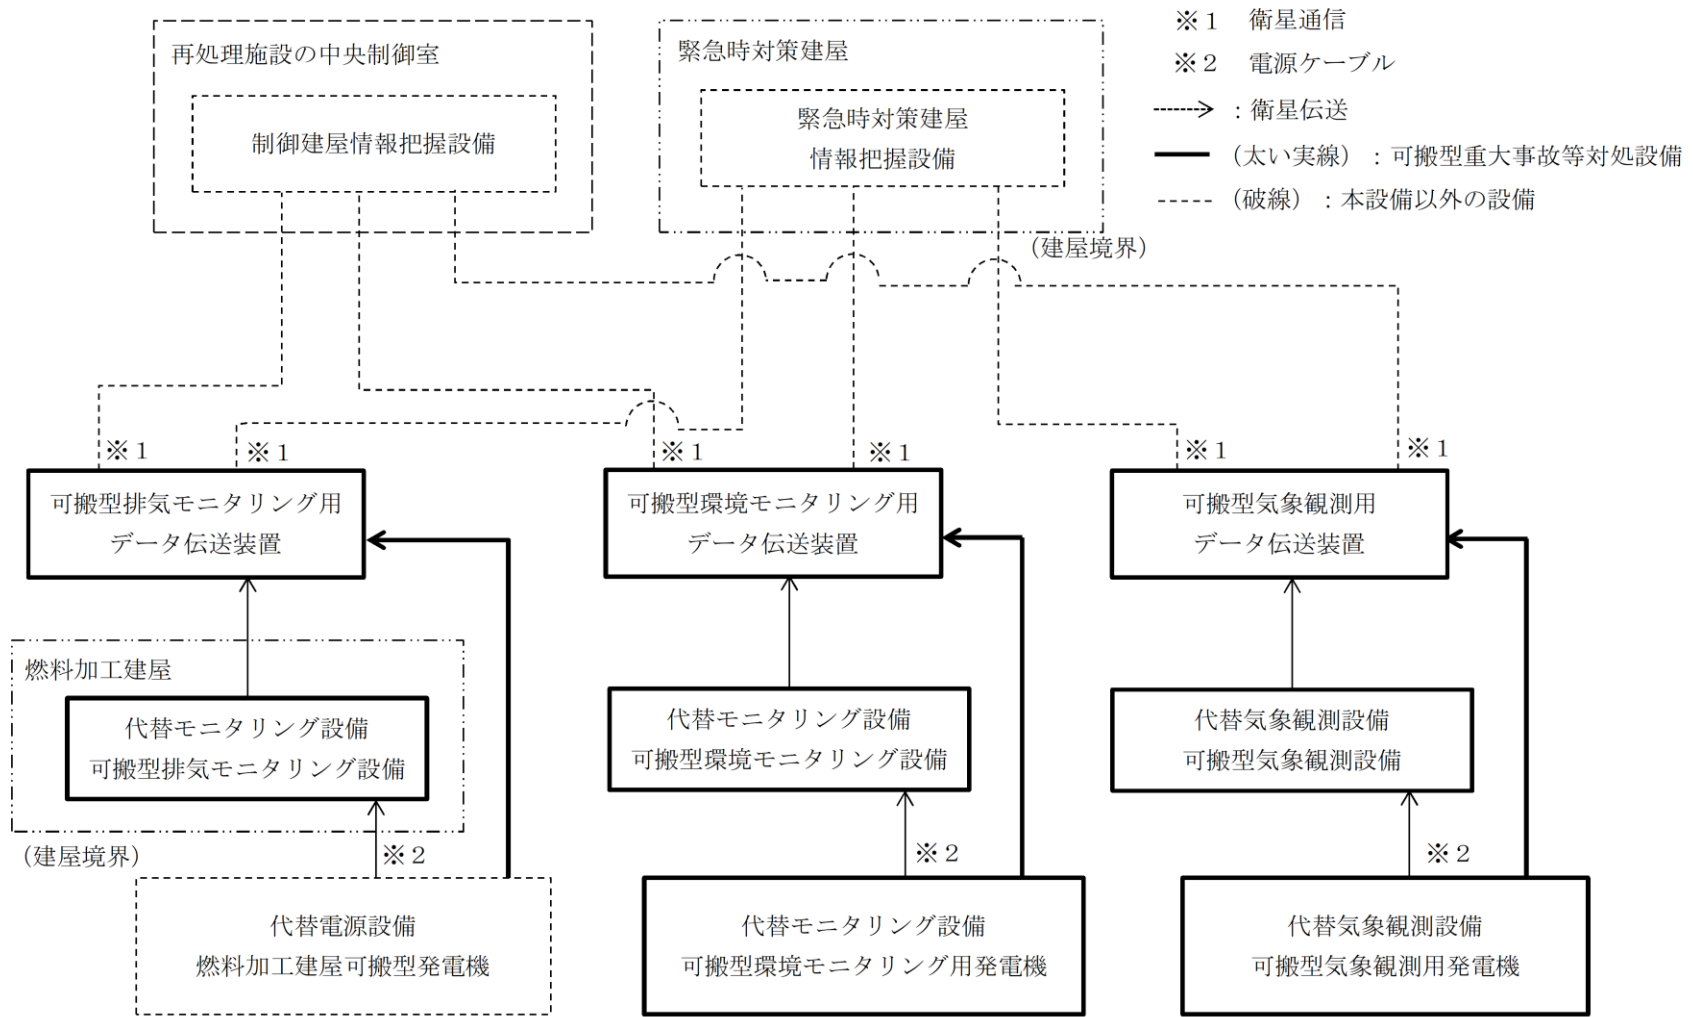 再処理施設の中央制御室
制御建屋情報把握設備
緊急時対策建屋
緊急時対策建屋
情報把握設備
(建屋境界)
※1 衛星通信
※2 電源ケーブル
:衛星伝送
(太い実線):可搬型重大事故等対処設備
(破線):本設備以外の設備
※1
※1
※1
※1
※1
※1
可搬型排気モニタリング用
データ伝送装置
可搬型環境モニタリング用
データ伝送装置
可搬型気象観測用
データ伝送装置
燃料加工建屋
代替モニタリング設備
可搬型排気モニタリング設備
(建屋境界)
代替モニタリング設備
可搬型環境モニタリング設備
代替気象観測設備
可搬型気象観測設備
※2
※2
※2
代替電源設備
燃料加工建屋可搬型発電機
代替モニタリング設備
可搬型環境モニタリング用発電機
代替気象観測設備
可搬型気象観測用発電機